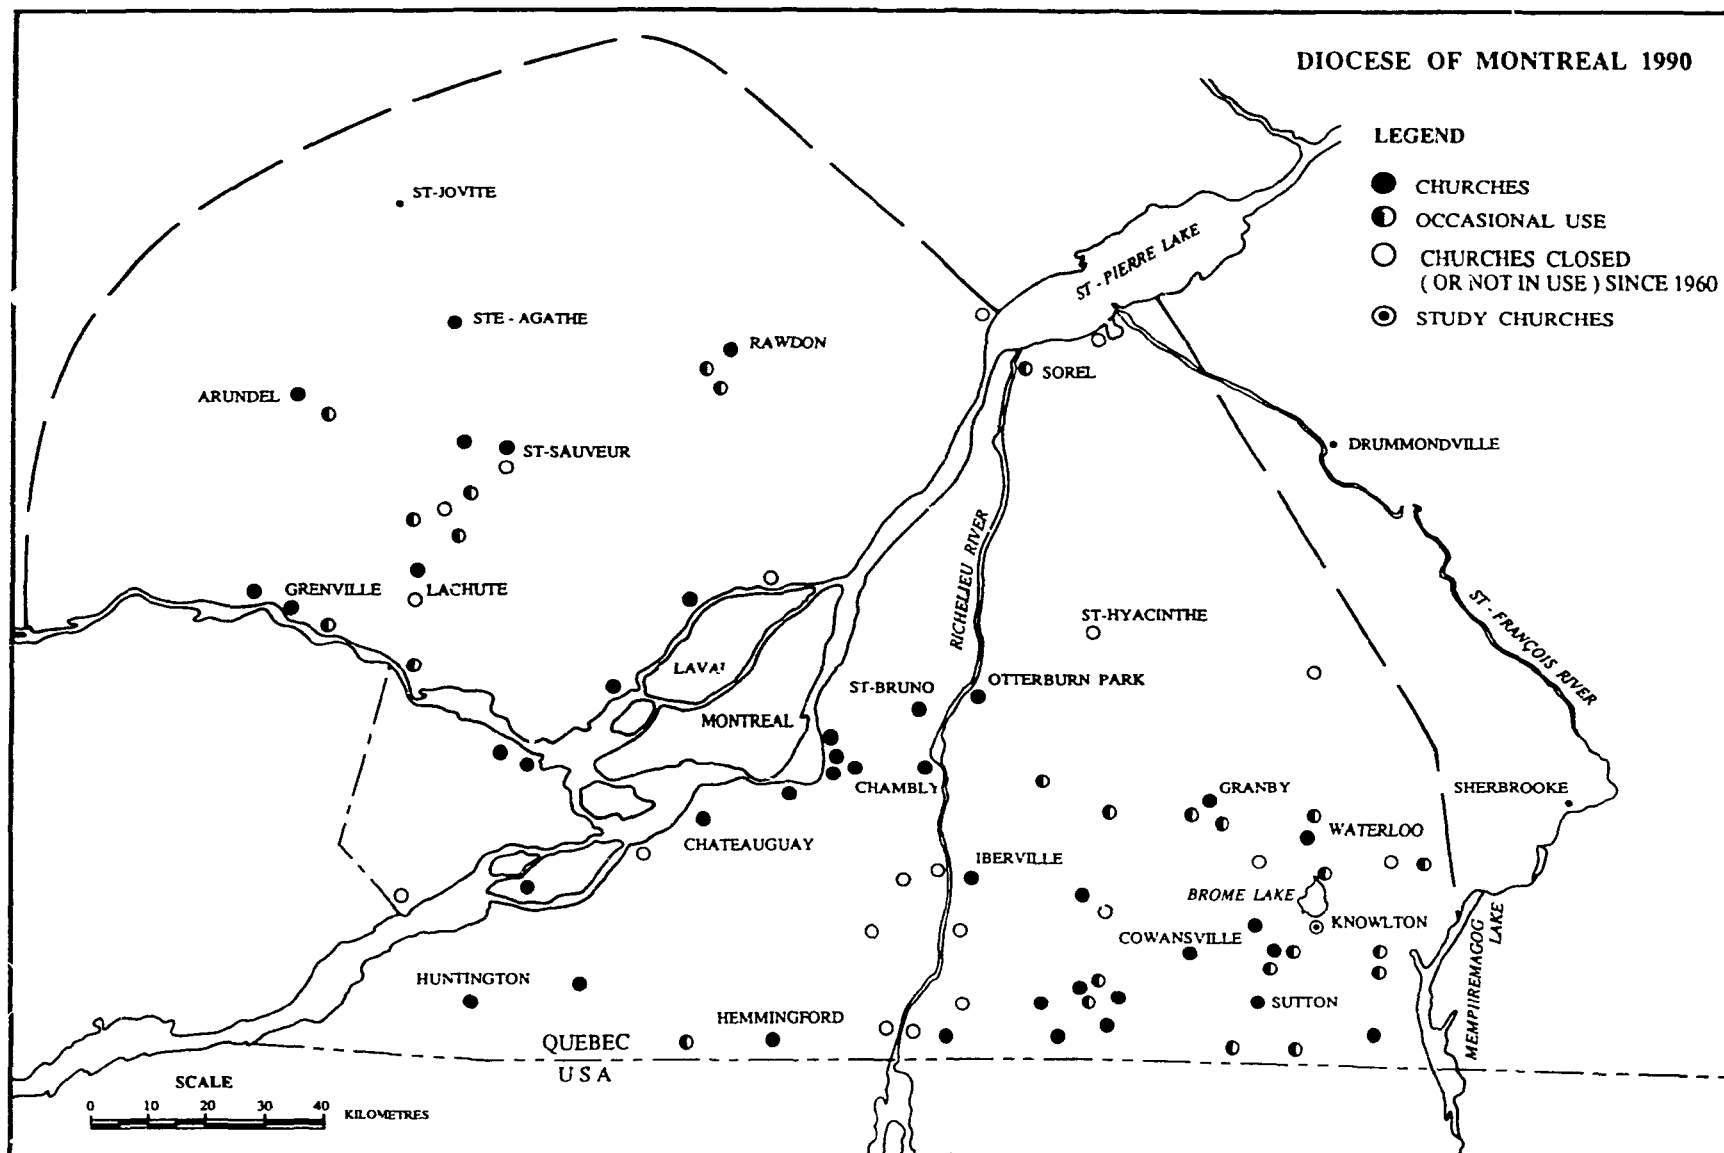 DIOCESE OF MONTREAL 1990
LEGEND
CHURCHES
OCCASIONAL USE
CHURCHES CLOSED
( OR NOT IN USE ) SINCE 1960
STUDY CHURCHES
ST-JOVITE
ST-PIERRE LAKE
STE-AGATHE
RAWDON
SOREL
ARUNDEL
ST-SAUVEUR
DRUMMONDVILLE
RICHELIEU RIVER
GRENVILLE
LACHUTE
ST-HYACINTHE
ST-FRANÇOIS RIVER
LAVAL
ST-BRUNO
OTTERBURN PARK
MONTREAL
CHAMBLY
GRANBY
SHERBROOKE
WATERLOO
CHATEAUGUAY
IBERVILLE
BROME LAKE
KNOWLTON
COWANSVILLE
MEMPHREMAGOG
LAKE
HUNTINGTON
SUTTON
HEMMINGFORD
QUEBEC
USA
SCALE
0 10 20 30 40 KILOMETRES